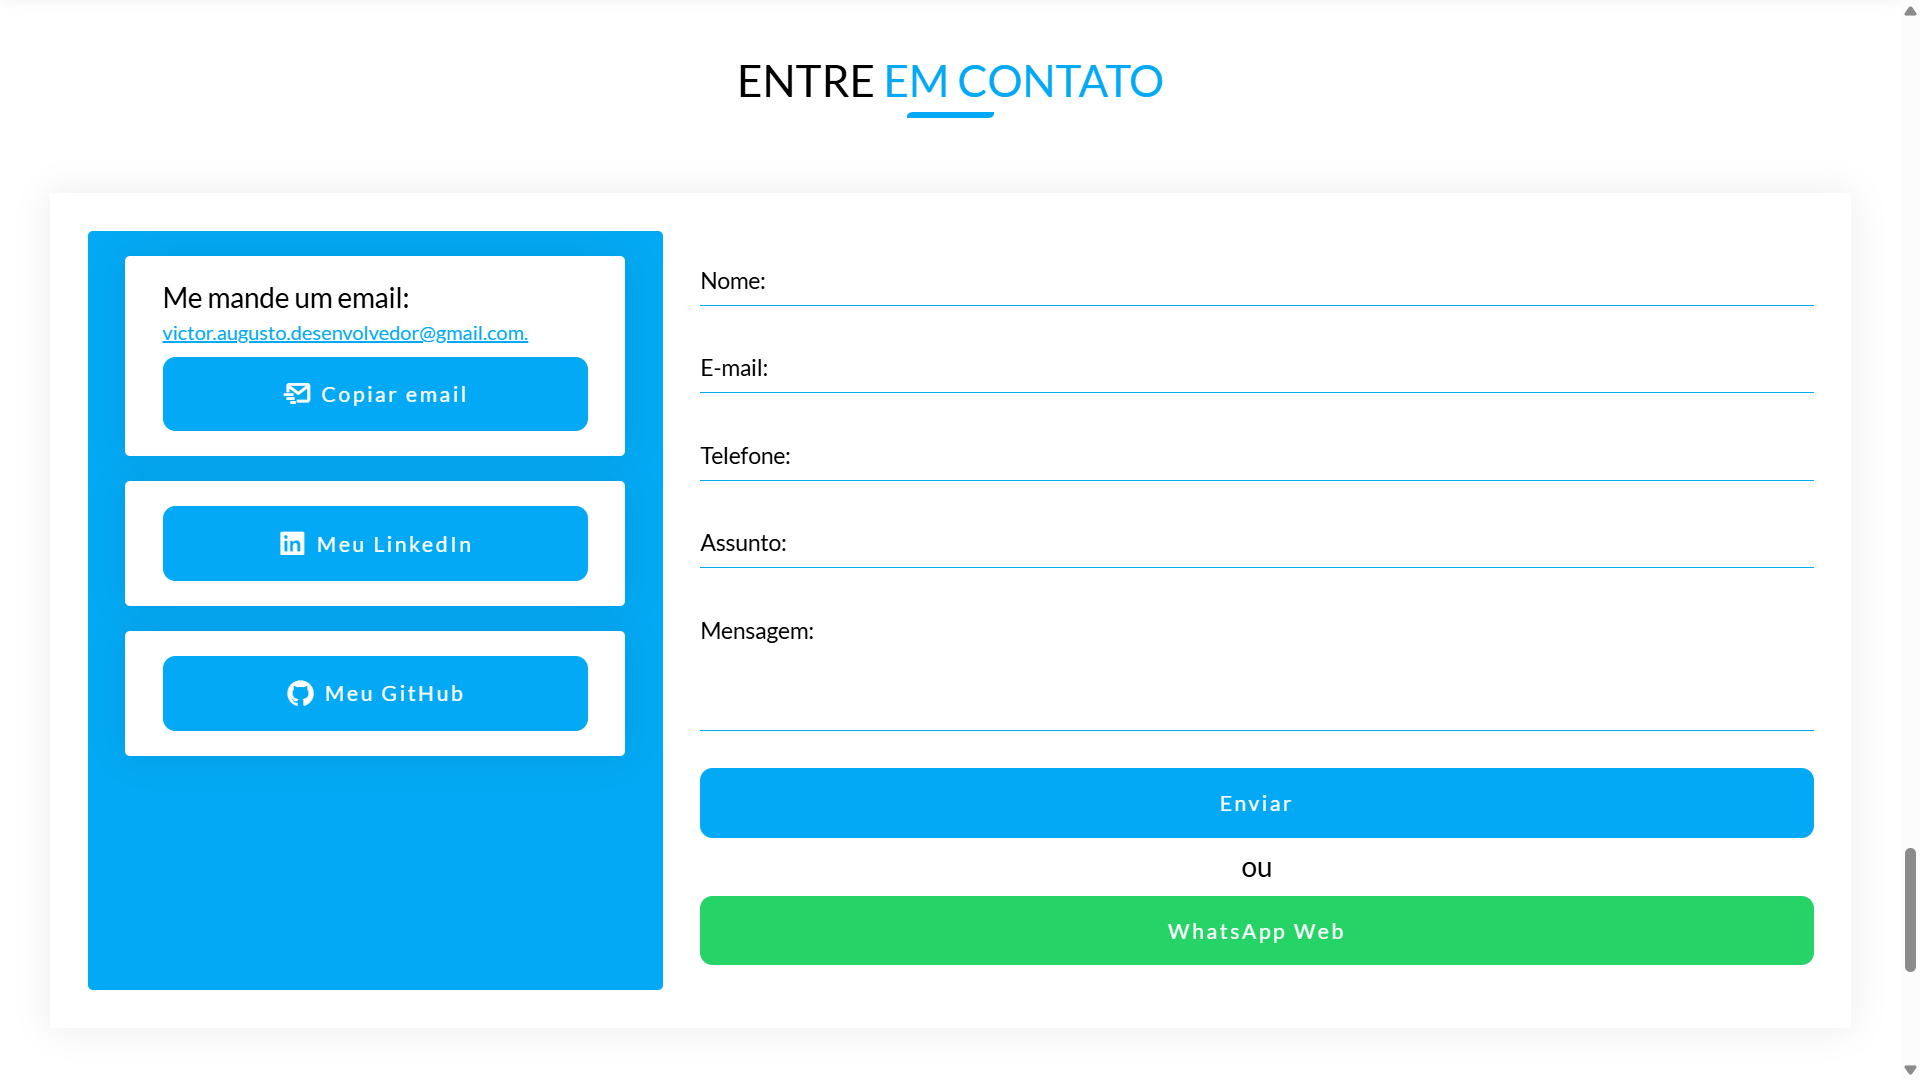 ENTRE EM CONTATO
Me mande um email:
victor.augusto.desenvolvedor@gmail.com.
Copiar email
Meu LinkedIn
Meu GitHub
Nome:
E-mail:
Telefone:
Assunto:
Mensagem:
Enviar
ou
WhatsApp Web